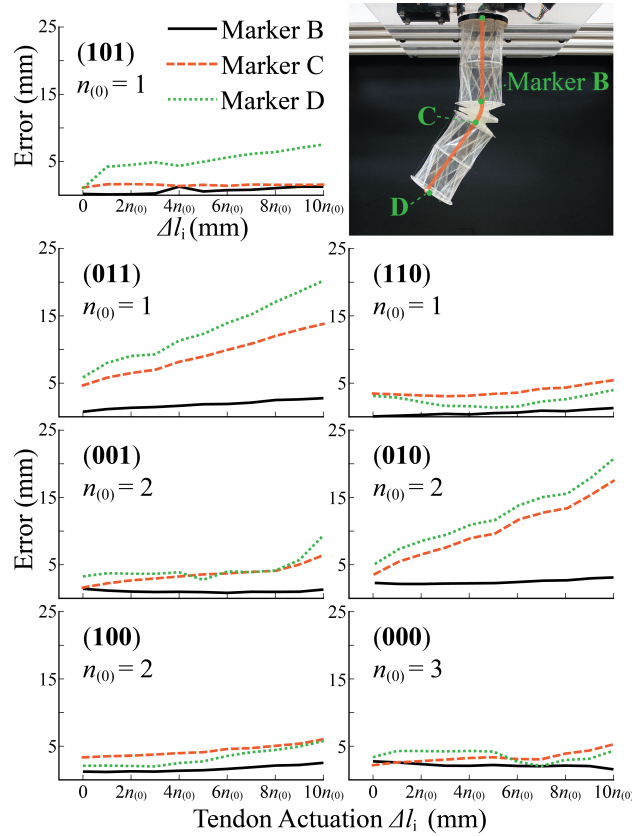 Error (mm)
25
15
5
(101)
n(0) = 1
Marker B
Marker C
Marker D
0 2n(0) 4n(0) 6n(0) 8n(0) 10n(0)
Δli (mm)
Marker B
C
D
25
15
5
(011)
n(0) = 1
25
15
5
(110)
n(0) = 1
Error (mm)
25
15
5
(001)
n(0) = 2
25
15
5
(010)
n(0) = 2
25
15
5
(100)
n(0) = 2
0 2n(0) 4n(0) 6n(0) 8n(0) 10n(0)
25
15
5
(000)
n(0) = 3
0 2n(0) 4n(0) 6n(0) 8n(0) 10n(0)
Tendon Actuation Δli (mm)